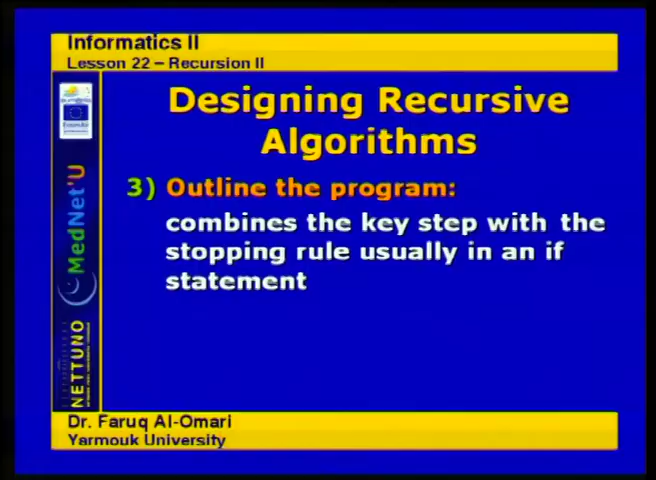 Informatics II
Lesson 22 – Recursion II
Designing Recursive
Algorithms
3) Outline the program:
combines the key step with the
stopping rule usually in an if
statement
MedNet'U
NETTUNO
Dr. Faruq Al-Omari
Yarmouk University